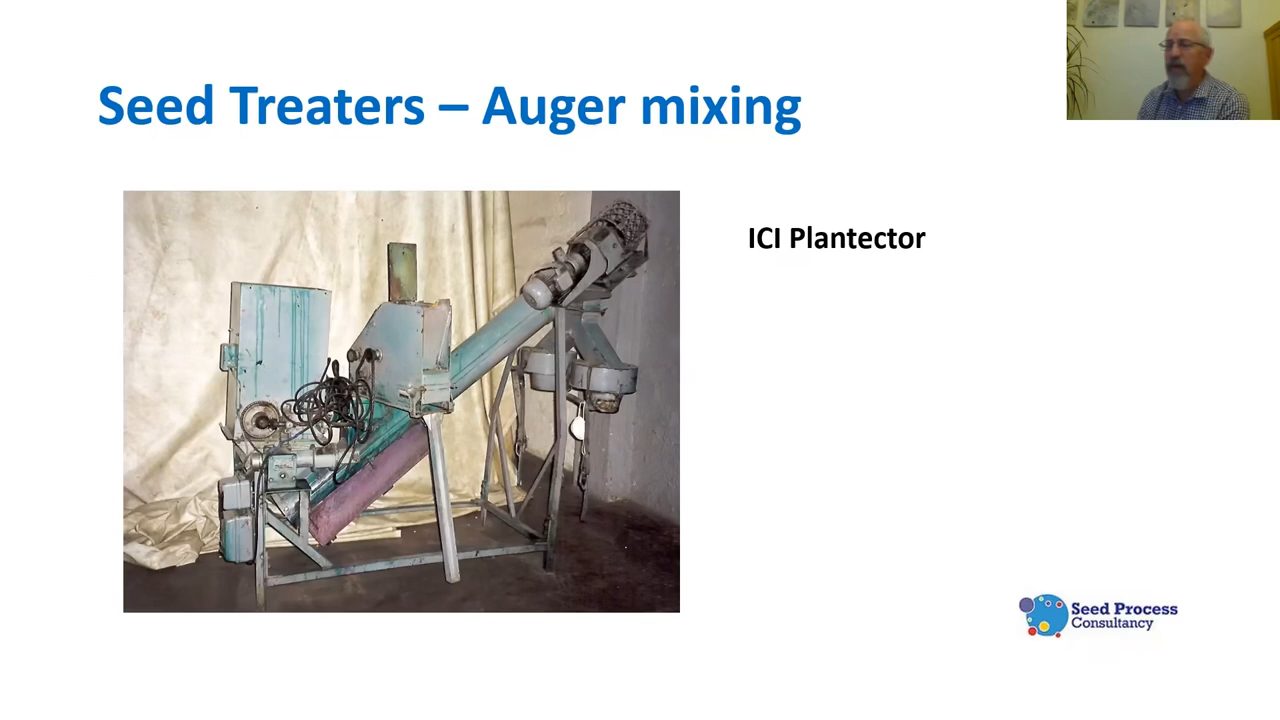 Seed Treaters – Auger mixing
ICI Plantector
Seed Process
Consultancy